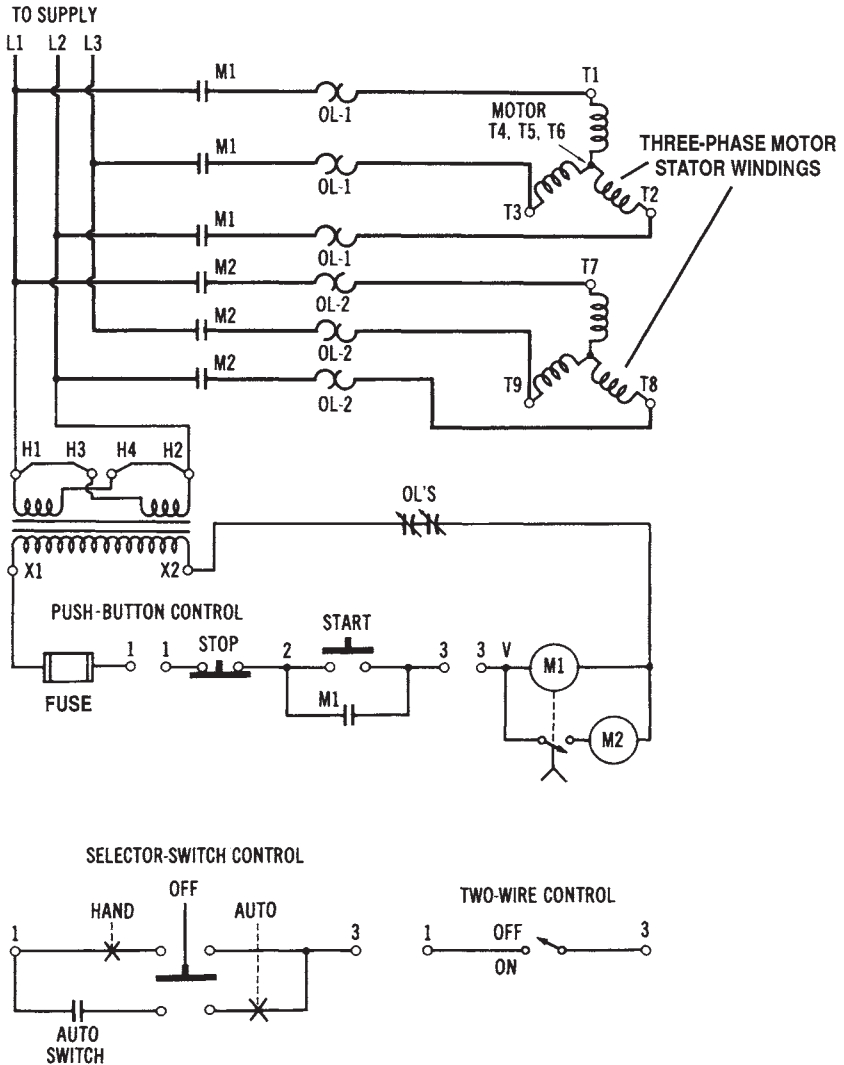 TO SUPPLY
L1 L2 L3
M1
OL-1
T1
MOTOR
T4, T5, T6
THREE-PHASE MOTOR
STATOR WINDINGS
M1
OL-1
T3
T2
M1
OL-1
M2
OL-2
T7
M2
OL-2
T9
T8
M2
OL-2
H1 H3 H4 H2
OL'S
X1 X2
PUSH-BUTTON CONTROL
START
1 1 STOP 2 3 3 V
M1
FUSE
M1
M2
SELECTOR-SWITCH CONTROL
OFF
HAND AUTO
1 3
AUTO
SWITCH
TWO-WIRE CONTROL
1 OFF 3
ON